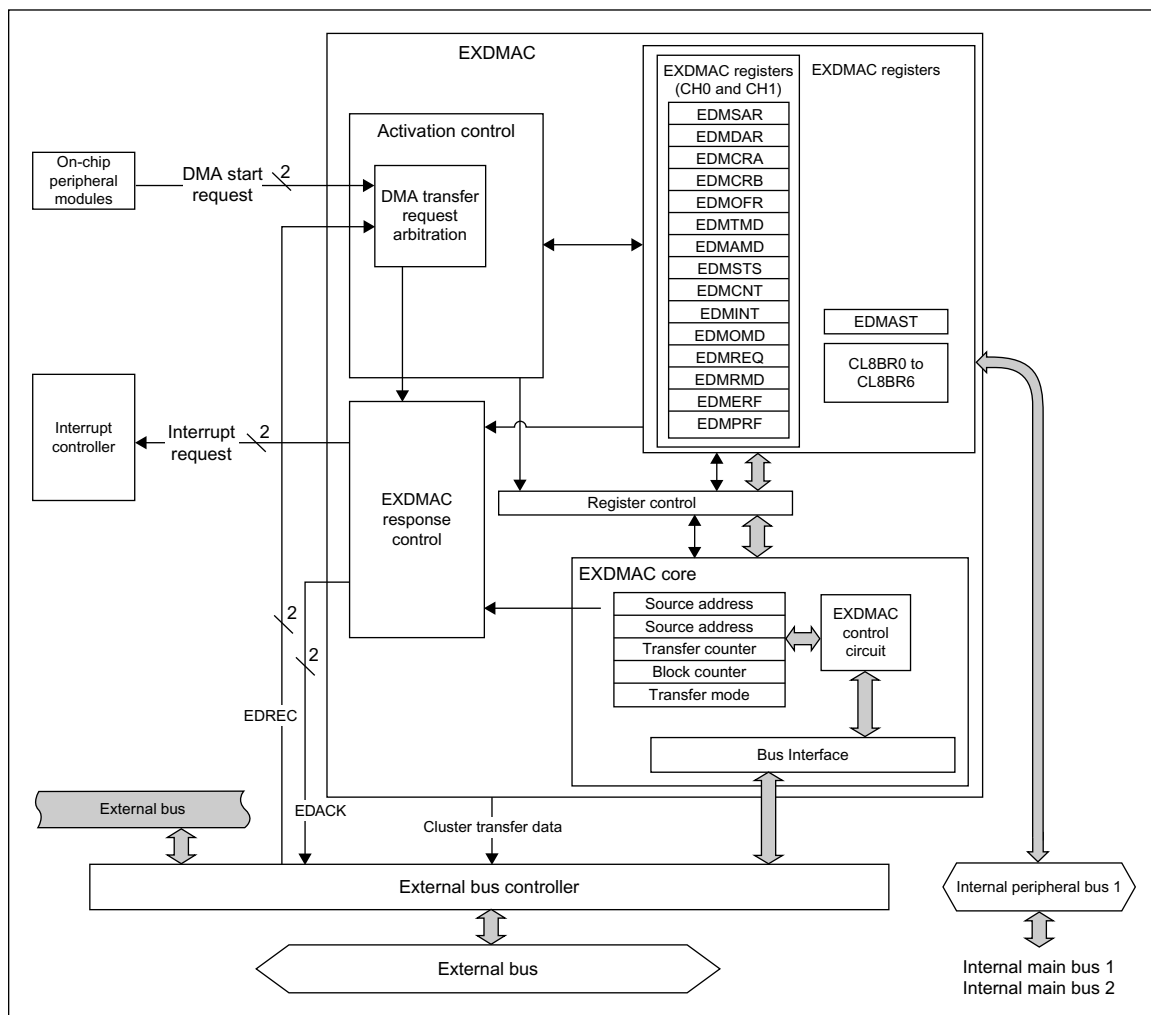 EXDMAC
EXDMAC registers
(CH0 and CH1)
EXDMAC registers
EDMSAR
EDMDAR
EDMCRA
EDMCRB
EDMOFR
EDMTMD
EDMAMD
EDMSTS
EDMCNT
EDMINT
EDMOMD
EDMREQ
EDMRMD
EDMERF
EDMPRF
EDMAST
CL8BR0 to
CL8BR6
Activation control
DMA transfer
request
arbitration
On-chip
peripheral
modules
DMA start
request
2
Interrupt
controller
Interrupt
request
2
EXDMAC
response
control
Register control
EXDMAC core
Source address
Source address
Transfer counter
Block counter
Transfer mode
EXDMAC
control
circuit
Bus Interface
2
2
EDREC
EDACK
External bus
Cluster transfer data
External bus controller
External bus
Internal peripheral bus 1
Internal main bus 1
Internal main bus 2